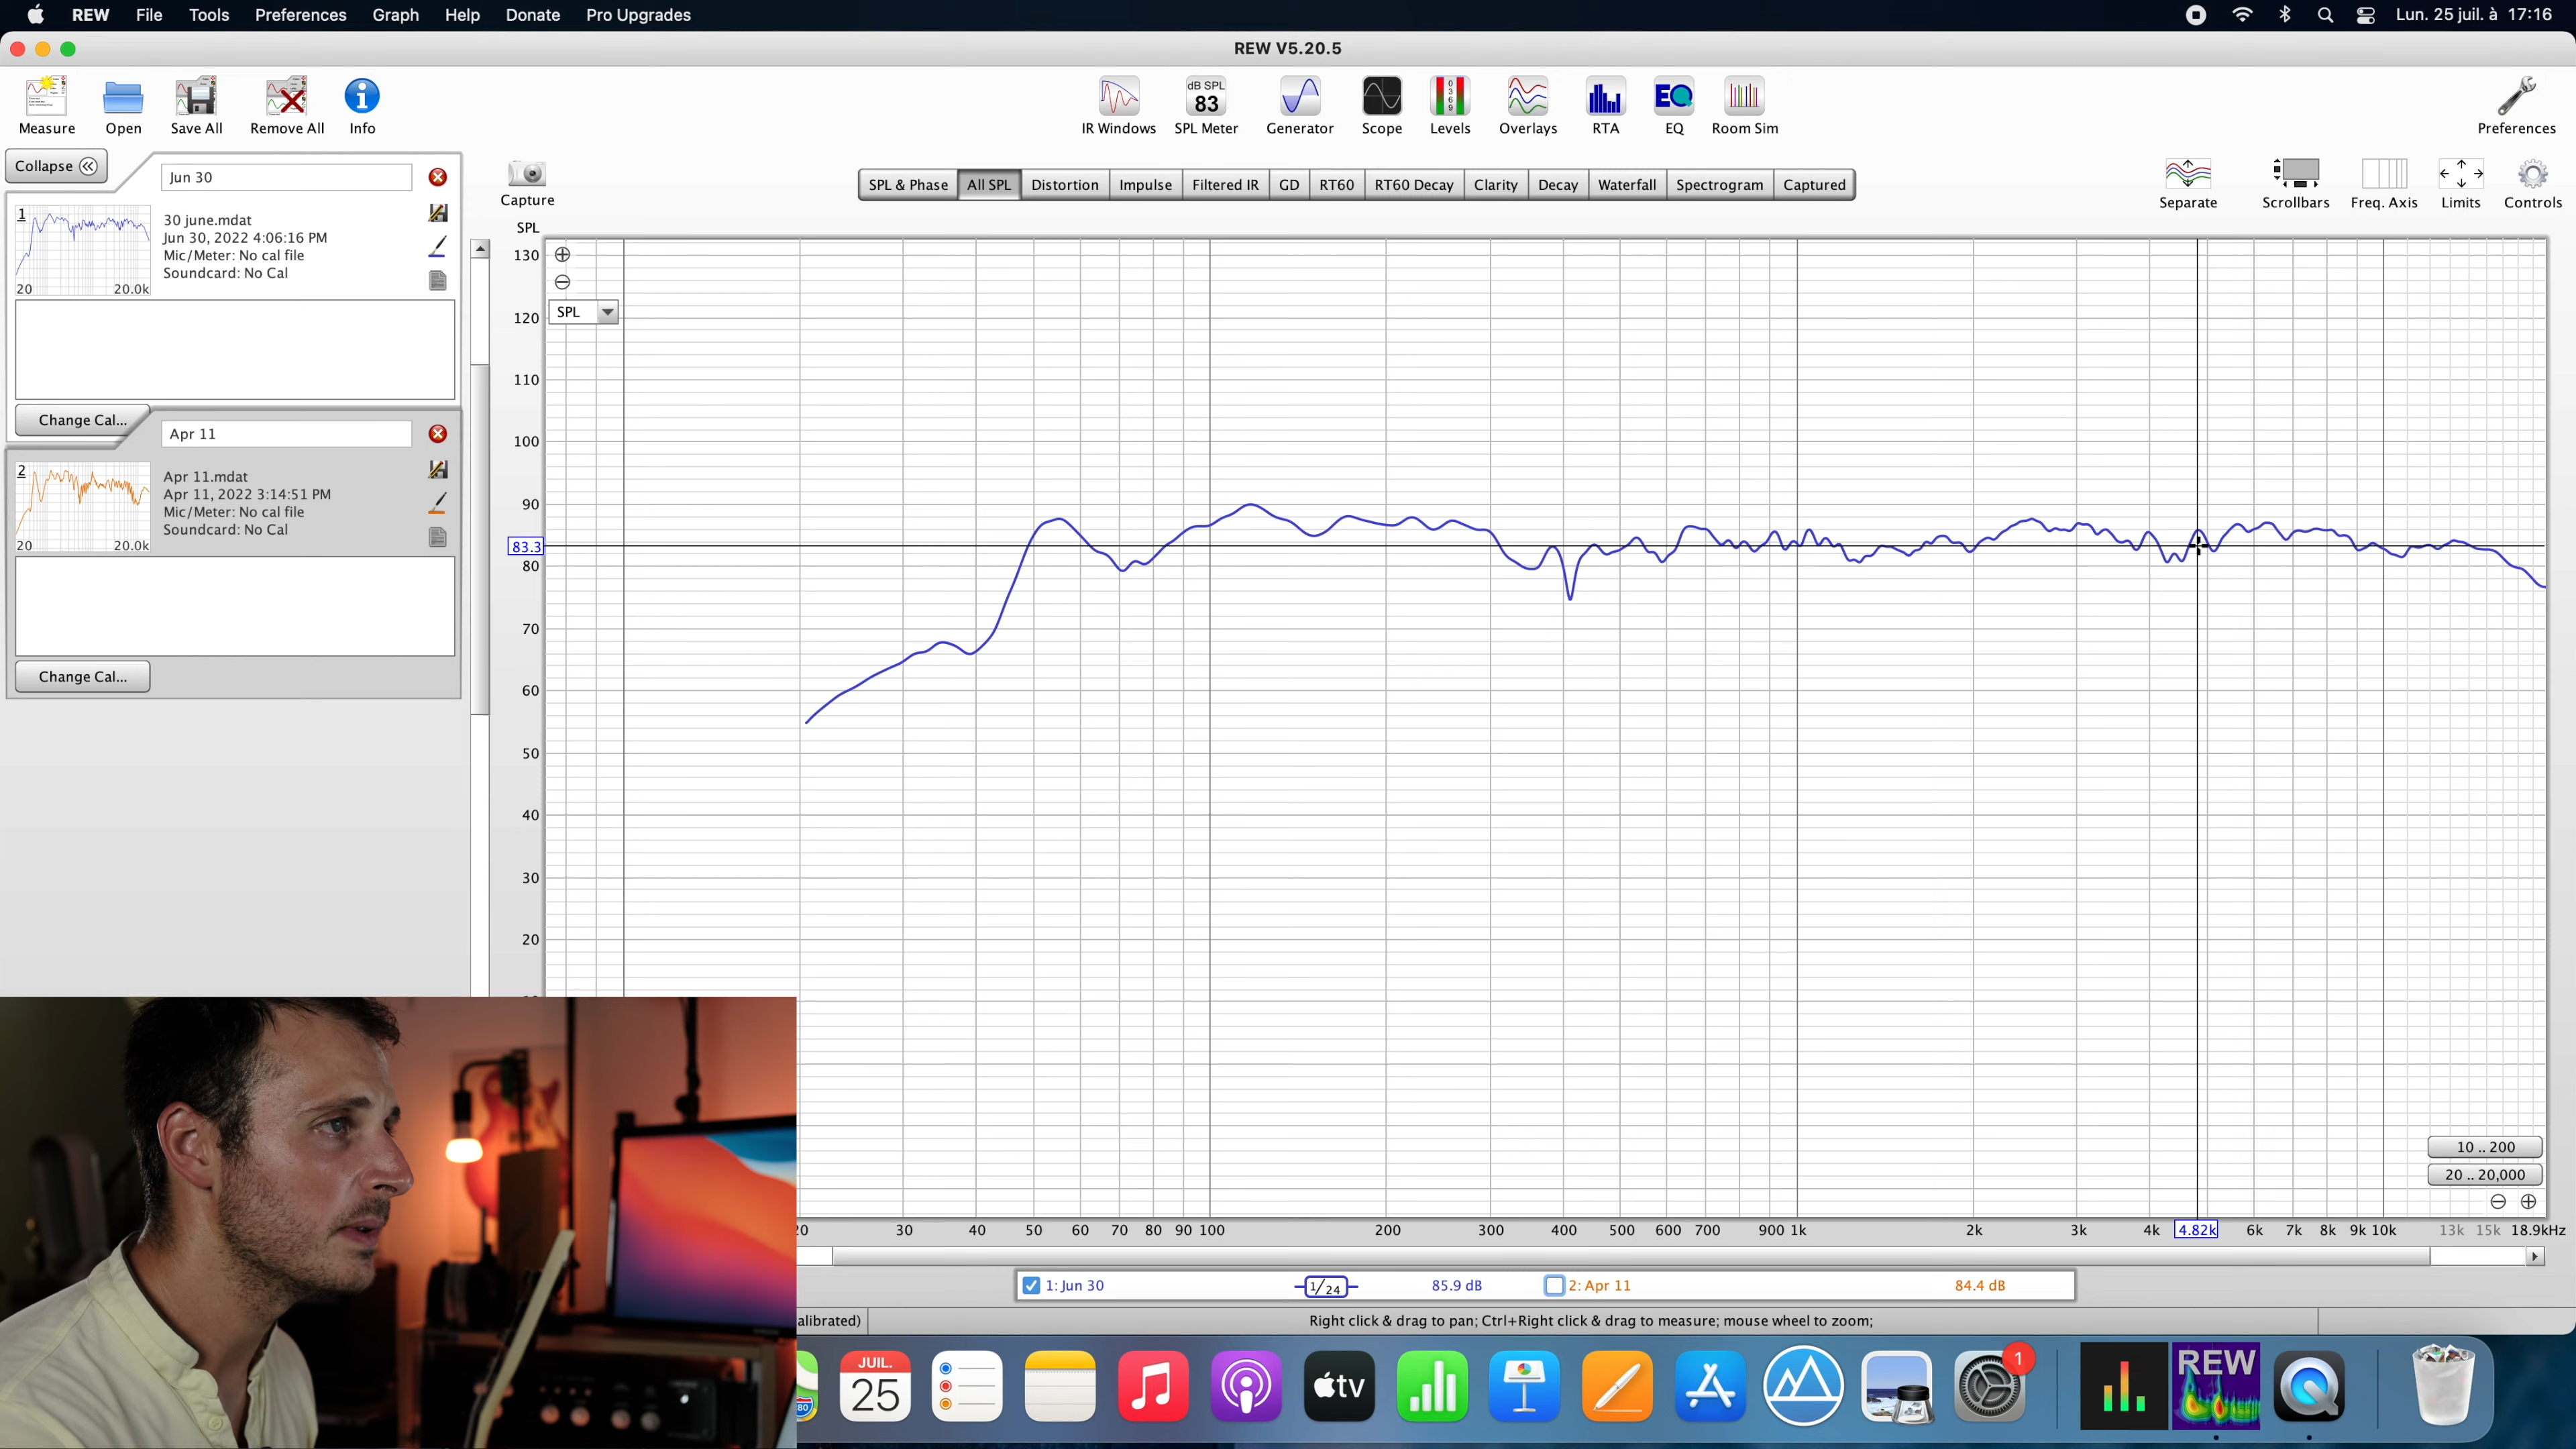 REW File Tools Preferences Graph Help Donate Pro Upgrades
Lun. 25 juil. à 17:16
REW V5.20.5
Measure Open Save All Remove All Info
dB SPL
83
0 3 6 9
EQ
IR Windows SPL Meter Generator Scope Levels Overlays RTA EQ Room Sim
Preferences
Collapse
Jun 30
1
30 june.mdat
Jun 30, 2022 4:06:16 PM
Mic/Meter: No cal file
Soundcard: No Cal
20 20.0k
Change Cal...
Apr 11
2
Apr 11.mdat
Apr 11, 2022 3:14:51 PM
Mic/Meter: No cal file
Soundcard: No Cal
20 20.0k
Change Cal...
Capture
SPL & Phase All SPL Distortion Impulse Filtered IR GD RT60 RT60 Decay Clarity Decay Waterfall Spectrogram Captured
Separate Scrollbars Freq. Axis Limits Controls
SPL
130
SPL
120
110
100
90
83.3
80
70
60
50
40
30
20
10 .. 200
20 .. 20,000
20 30 40 50 60 70 80 90 100 200 300 400 500 600 700 900 1k 2k 3k 4k 4.82k 6k 7k 8k 9k 10k 13k 15k 18.9kHz
1: Jun 30 1/24 85.9 dB 2: Apr 11 84.4 dB
alibrated) Right click & drag to pan; Ctrl+Right click & drag to measure; mouse wheel to zoom;
80
JUIL.
25
tv
1
REW